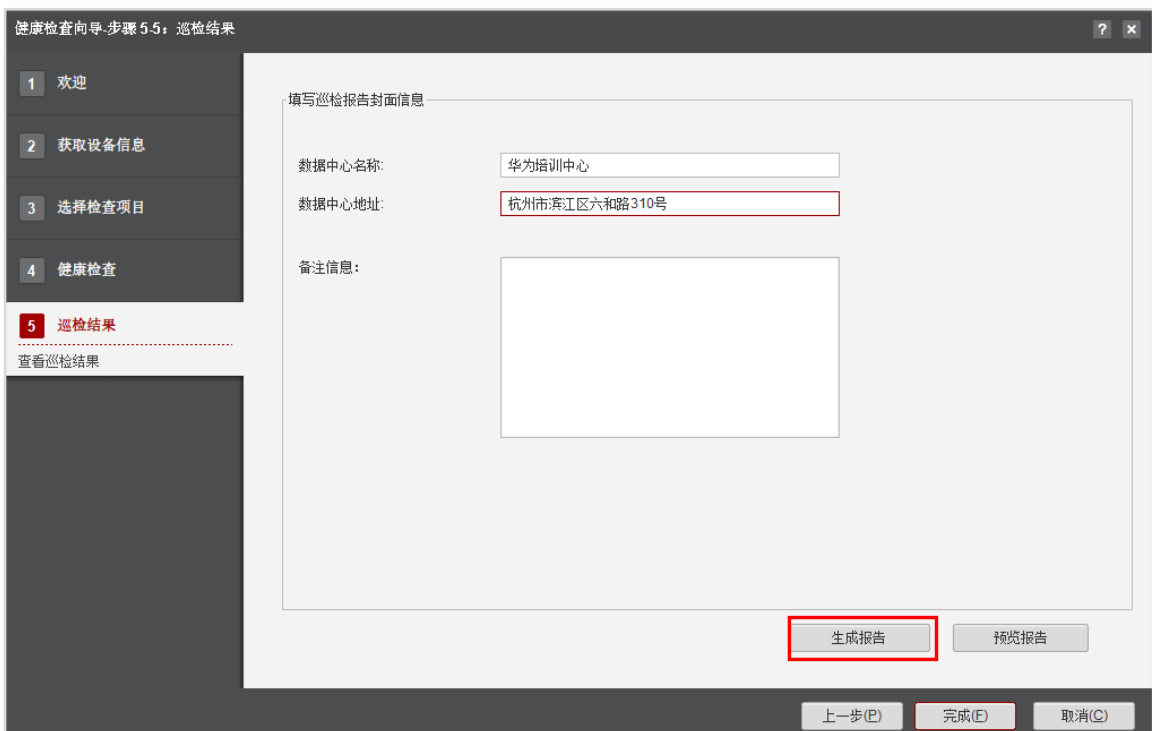 健康检查向导-步骤 5-5：巡检结果
? ×
1 欢迎
2 获取设备信息
3 选择检查项目
4 健康检查
5 巡检结果
查看巡检结果
填写巡检报告封面信息
数据中心名称: 华为培训中心
数据中心地址: 杭州市滨江区六和路310号
备注信息：
生成报告 预览报告
上一步(P) 完成(F) 取消(C)